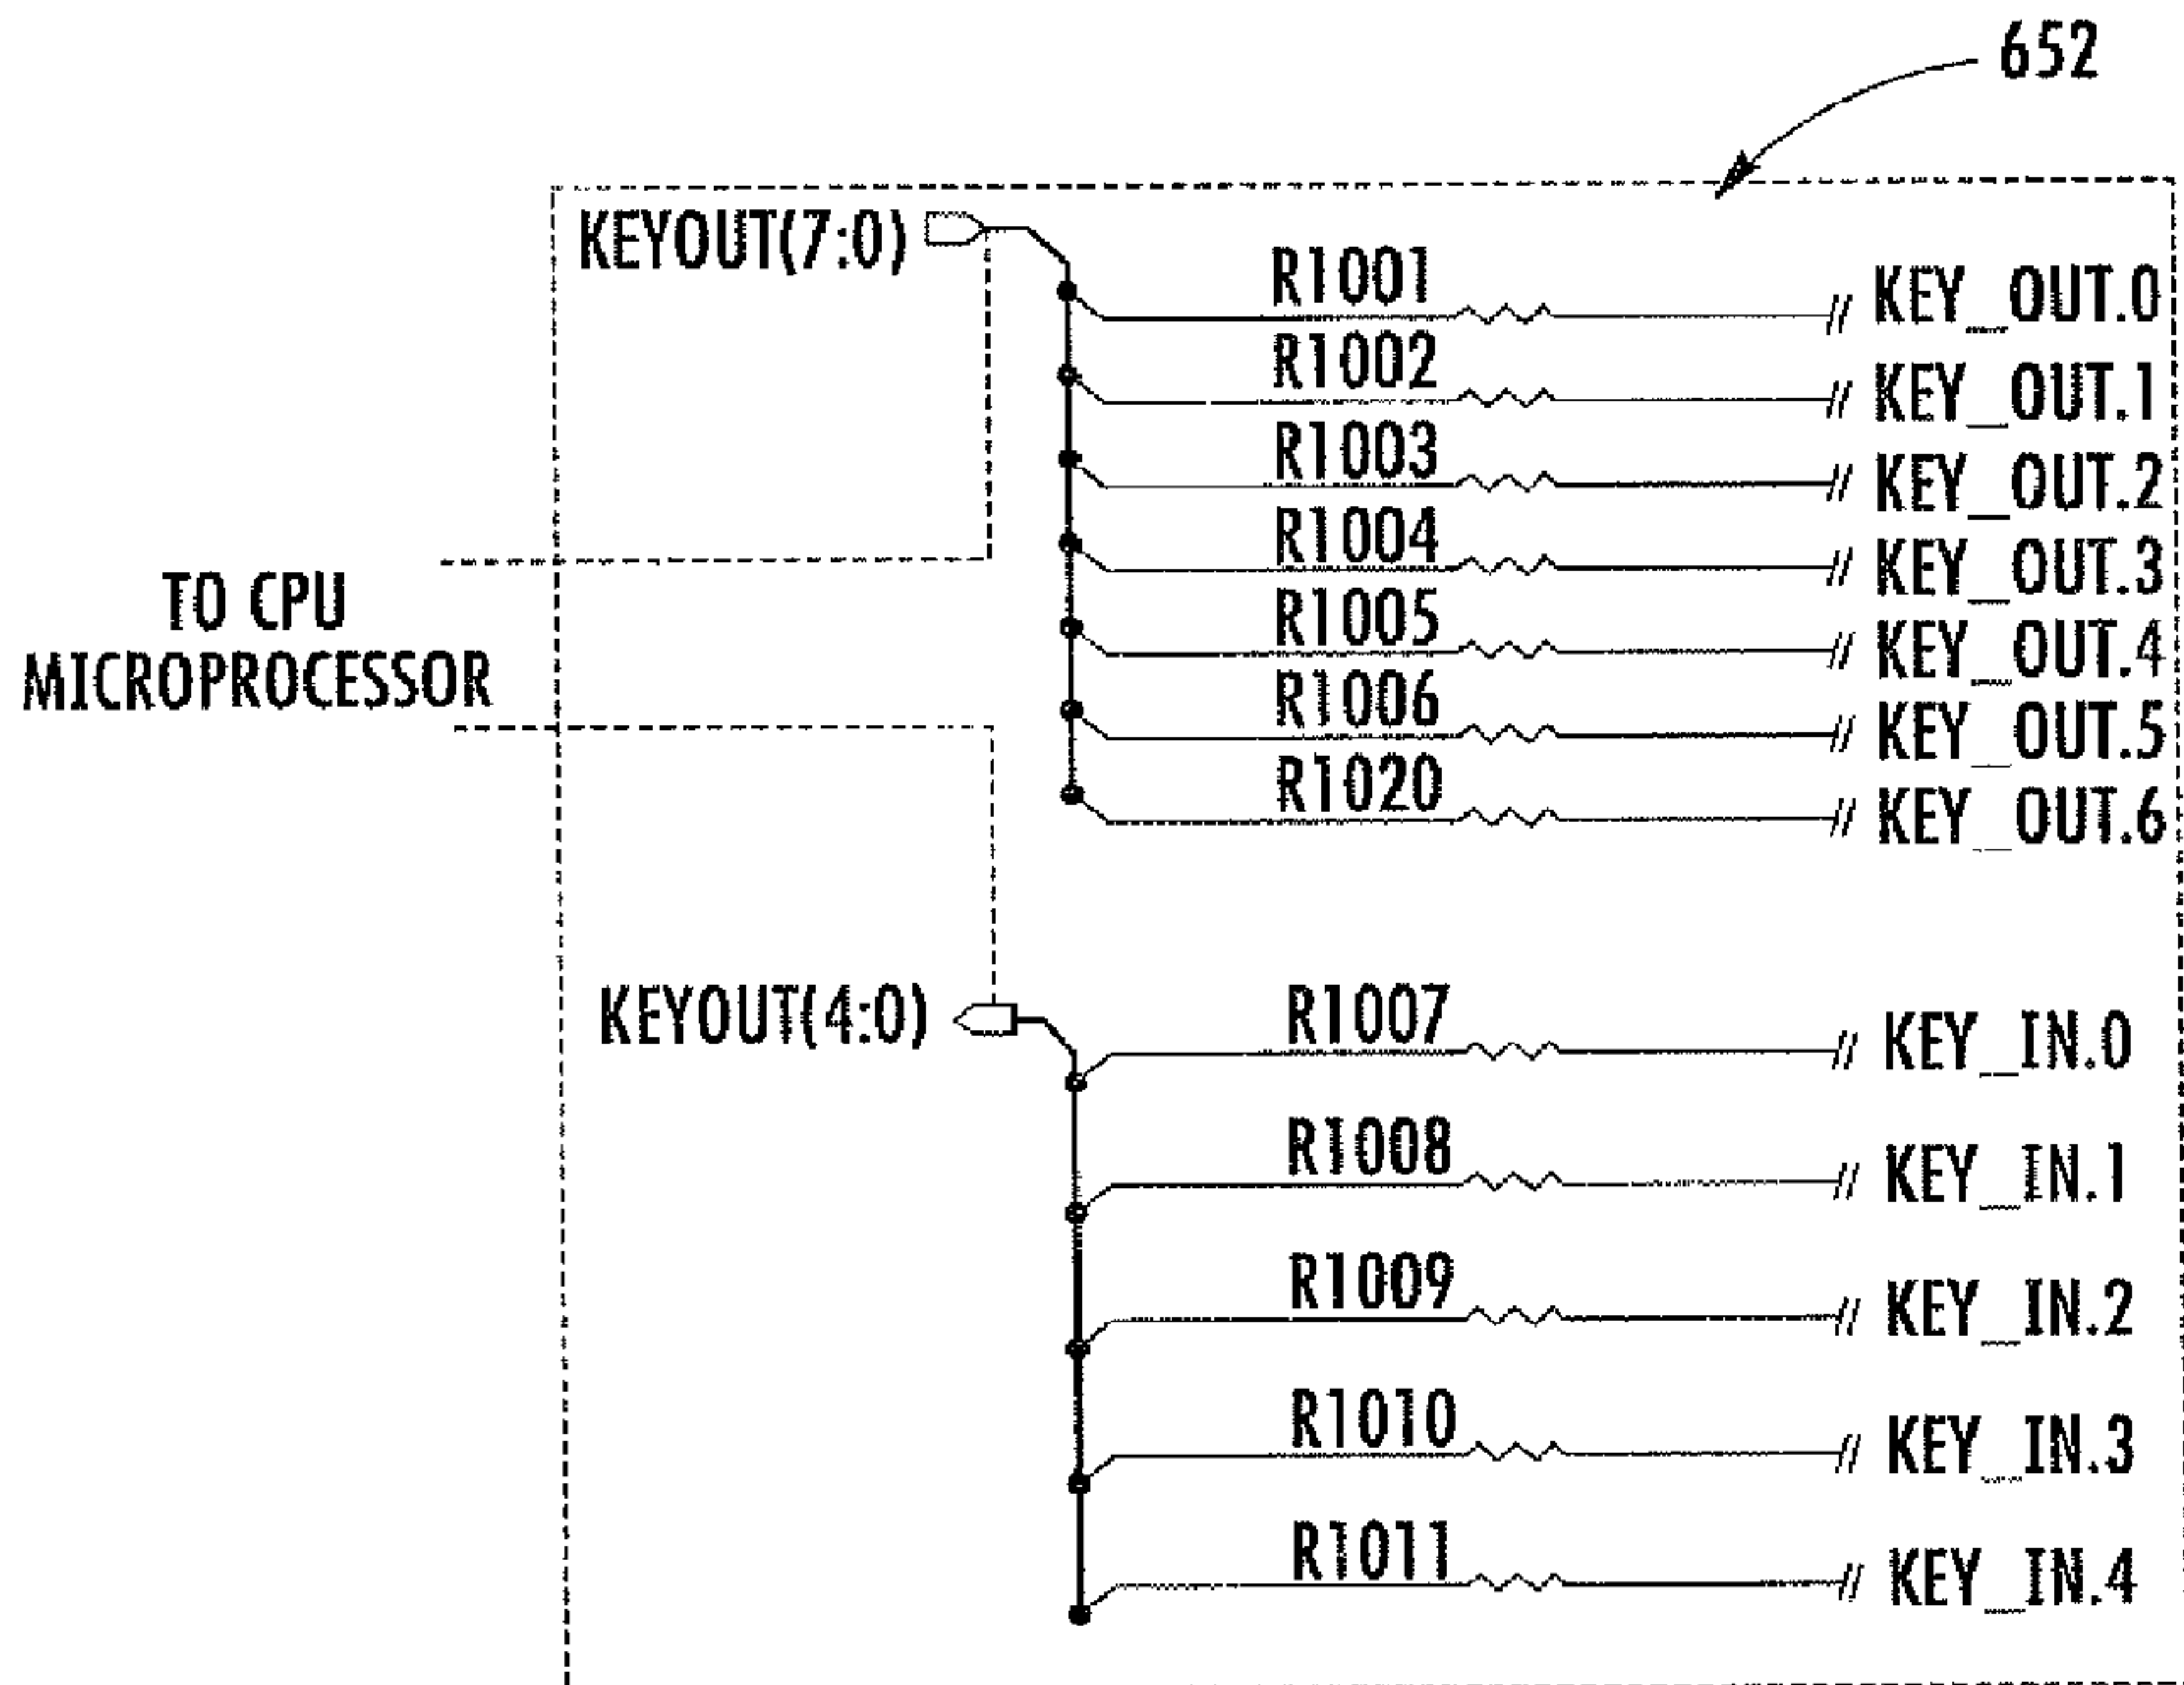 652
KEYOUT(7:0)
R1001 KEY_OUT.0
R1002 KEY_OUT.1
R1003 KEY_OUT.2
R1004 KEY_OUT.3
R1005 KEY_OUT.4
R1006 KEY_OUT.5
R1020 KEY_OUT.6
TO CPU
MICROPROCESSOR
KEYOUT(4:0)
R1007 KEY_IN.0
R1008 KEY_IN.1
R1009 KEY_IN.2
R1010 KEY_IN.3
R1011 KEY_IN.4